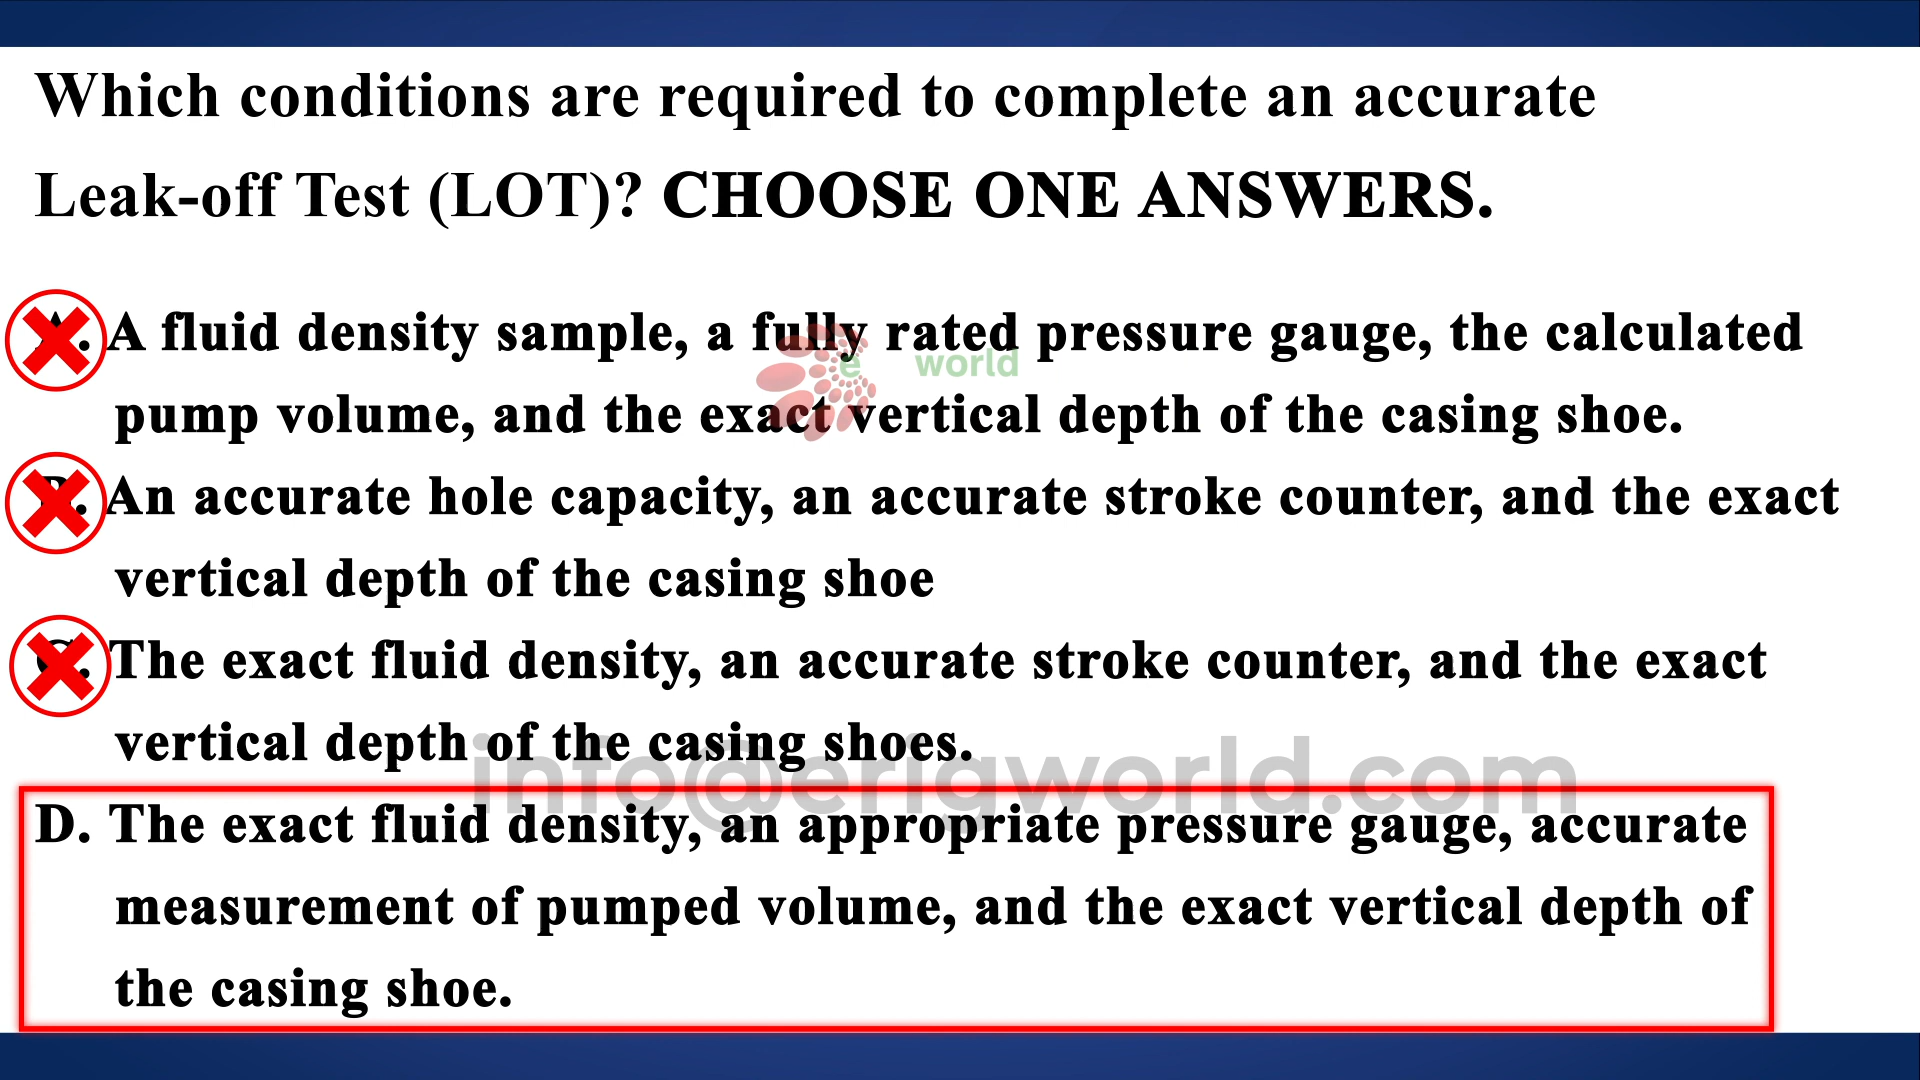 Which conditions are required to complete an accurate
Leak-off Test (LOT)? CHOOSE ONE ANSWERS.
A. A fluid density sample, a fully rated pressure gauge, the calculated
pump volume, and the exact vertical depth of the casing shoe.
e world
B. An accurate hole capacity, an accurate stroke counter, and the exact
vertical depth of the casing shoe
C. The exact fluid density, an accurate stroke counter, and the exact
vertical depth of the casing shoes.
info@erigworld.com
D. The exact fluid density, an appropriate pressure gauge, accurate
measurement of pumped volume, and the exact vertical depth of
the casing shoe.